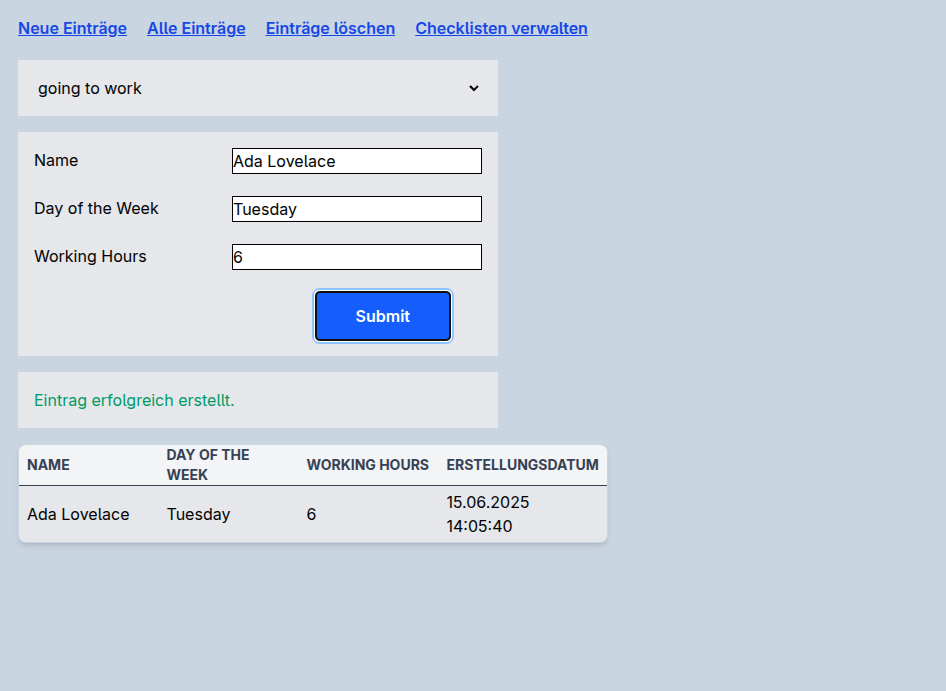 Neue Einträge Alle Einträge Einträge löschen Checklisten verwalten
going to work
Name Ada Lovelace
Day of the Week Tuesday
Working Hours 6
Submit
Eintrag erfolgreich erstellt.
NAME DAY OF THE WEEK WORKING HOURS ERSTELLUNGSDATUM
Ada Lovelace Tuesday 6 15.06.2025 14:05:40